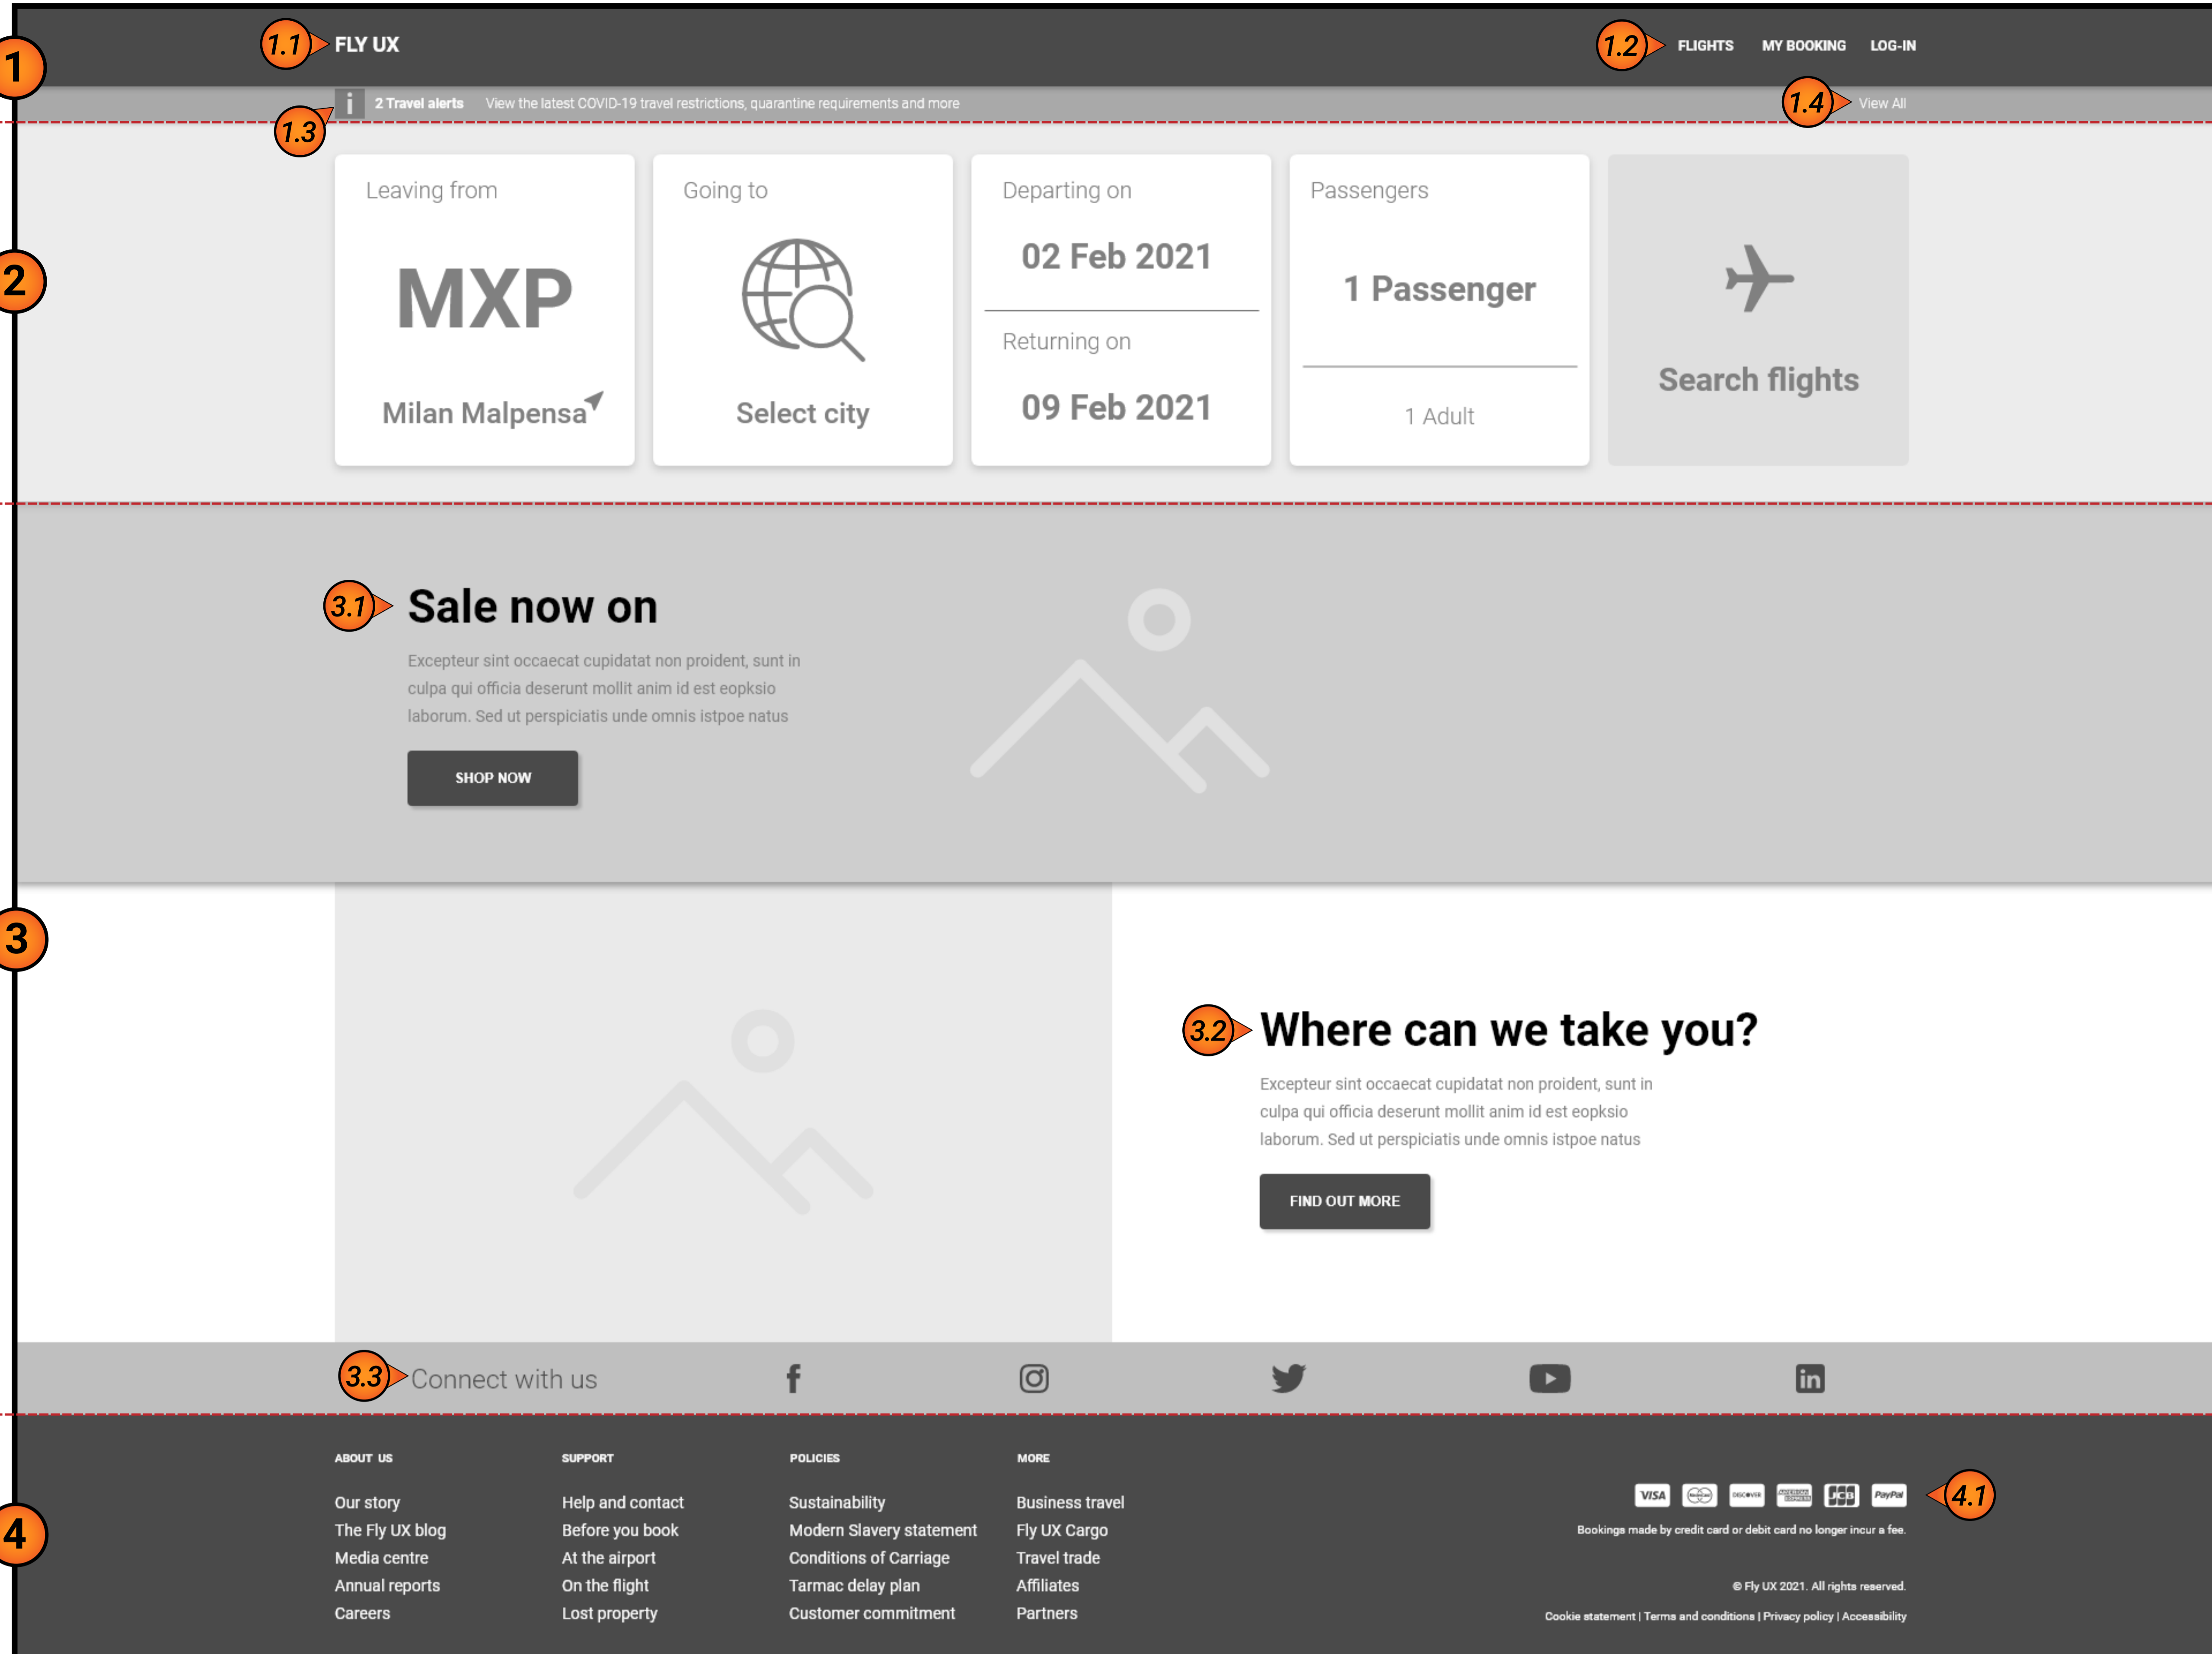 1
1.1 FLY UX
1.2 FLIGHTS MY BOOKING LOG-IN
1.3 i 2 Travel alerts View the latest COVID-19 travel restrictions, quarantine requirements and more
1.4 View All
2
Leaving from
MXP
Milan Malpensa
Going to
Select city
Departing on
02 Feb 2021
Returning on
09 Feb 2021
Passengers
1 Passenger
1 Adult
Search flights
3.1 Sale now on
Excepteur sint occaecat cupidatat non proident, sunt in
culpa qui officia deserunt mollit anim id est eopksio
laborum. Sed ut perspiciatis unde omnis istpoe natus
SHOP NOW
3
3.2 Where can we take you?
Excepteur sint occaecat cupidatat non proident, sunt in
culpa qui officia deserunt mollit anim id est eopksio
laborum. Sed ut perspiciatis unde omnis istpoe natus
FIND OUT MORE
3.3 Connect with us f in
4
ABOUT US
Our story
The Fly UX blog
Media centre
Annual reports
Careers
SUPPORT
Help and contact
Before you book
At the airport
On the flight
Lost property
POLICIES
Sustainability
Modern Slavery statement
Conditions of Carriage
Tarmac delay plan
Customer commitment
MORE
Business travel
Fly UX Cargo
Travel trade
Affiliates
Partners
VISA DISCOVER AMERICAN EXPRESS JCB PayPal 4.1
Bookings made by credit card or debit card no longer incur a fee.
© Fly UX 2021. All rights reserved.
Cookie statement | Terms and conditions | Privacy policy | Accessibility